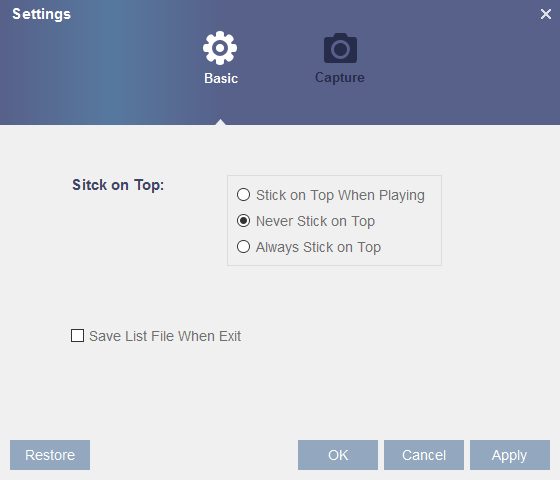 Settings
Basic
Capture
Sitck on Top:
Stick on Top When Playing
Never Stick on Top
Always Stick on Top
Save List File When Exit
Restore
OK
Cancel
Apply